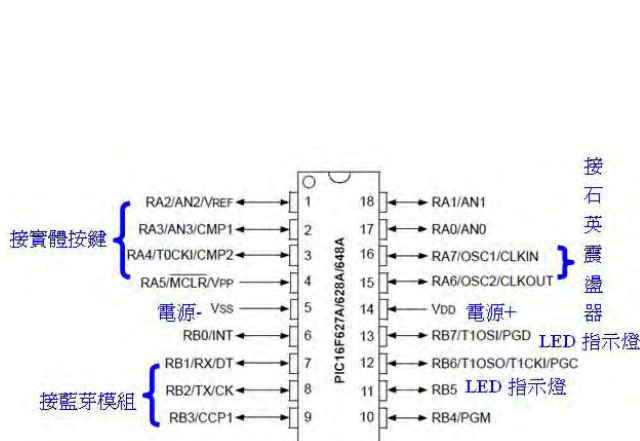 接實體按鍵
RA2/AN2/VREF
RA3/AN3/CMP1
RA4/T0CKI/CMP2
RA5/MCLR/VPP
電源- VSS
RB0/INT
接藍芽模組
RB1/RX/DT
RB2/TX/CK
RB3/CCP1
1
2
3
4
5
6
7
8
9
PIC16F627A/628A/648A
18
17
16
15
14
13
12
11
10
RA1/AN1
RA0/AN0
RA7/OSC1/CLKIN
RA6/OSC2/CLKOUT
VDD 電源+
RB7/T1OSI/PGD LED 指示燈
RB6/T1OSO/T1CKI/PGC
RB5 LED 指示燈
RB4/PGM
接石英震盪器